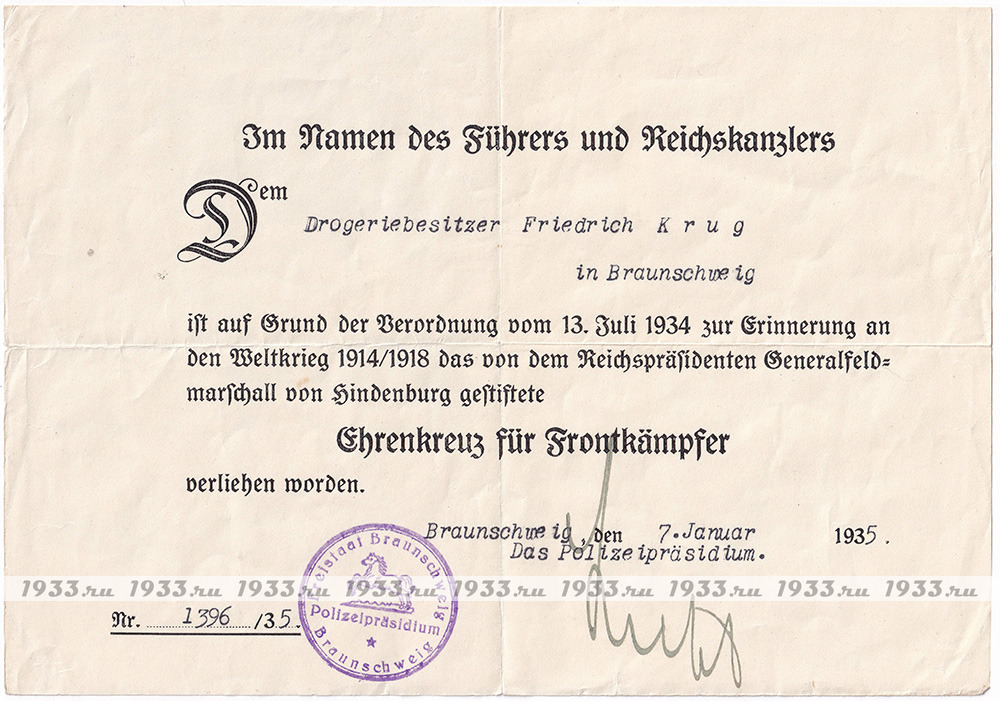 Im Namen des Führers und Reichskanzlers
Dem
Drogeriebesitzer Friedrich K r u g
in Braunschweig
ist auf Grund der Verordnung vom 13. Juli 1934 zur Erinnerung an
den Weltkrieg 1914/1918 das von dem Reichspräsidenten Generalfeld=
marschall von Hindenburg gestiftete
Ehrenkreuz für Frontkämpfer
verliehen worden.
Braunschweig, den 7.Januar 1935.
Das Polizeipräsidium.
1933.ru 1933.ru 1933.ru 1933.ru 1933.ru 1933.ru 1933.ru 1933.ru 1933.ru
Nr. 1396 /35.
Freistaat Braunschweig
Polizeipräsidium
Braunschweig